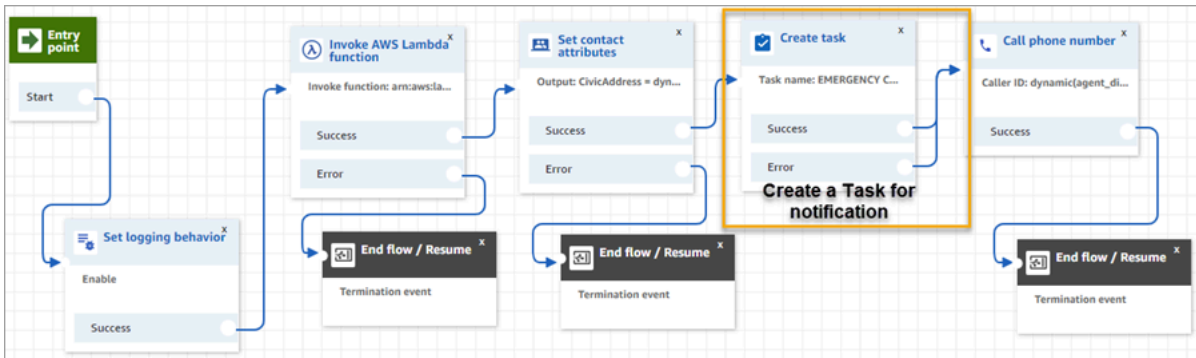 Entry
point
Start
Set logging behavior
x
Enable
Success
Invoke AWS Lambda
function
x
Invoke function: arn:aws:la...
Success
Error
End flow / Resume
x
Termination event
Set contact
attributes
x
Output: CivicAddress = dyn...
Success
Error
End flow / Resume
x
Termination event
Create task
x
Task name: EMERGENCY C...
Success
Error
Create a Task for
notification
Call phone number
x
Caller ID: dynamic(agent_di...
Success
End flow / Resume
x
Termination event